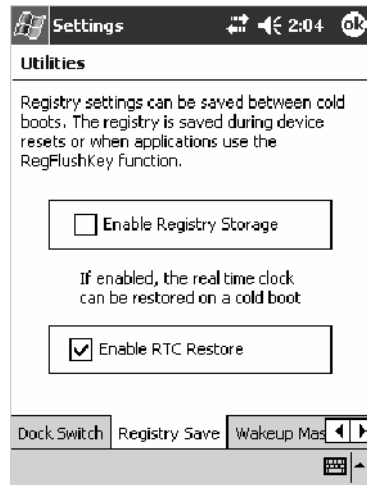 Settings 2:04 ok
Utilities
Registry settings can be saved between cold
boots. The registry is saved during device
resets or when applications use the
RegFlushKey function.
Enable Registry Storage
If enabled, the real time clock
can be restored on a cold boot
Enable RTC Restore
Dock Switch Registry Save Wakeup Mas